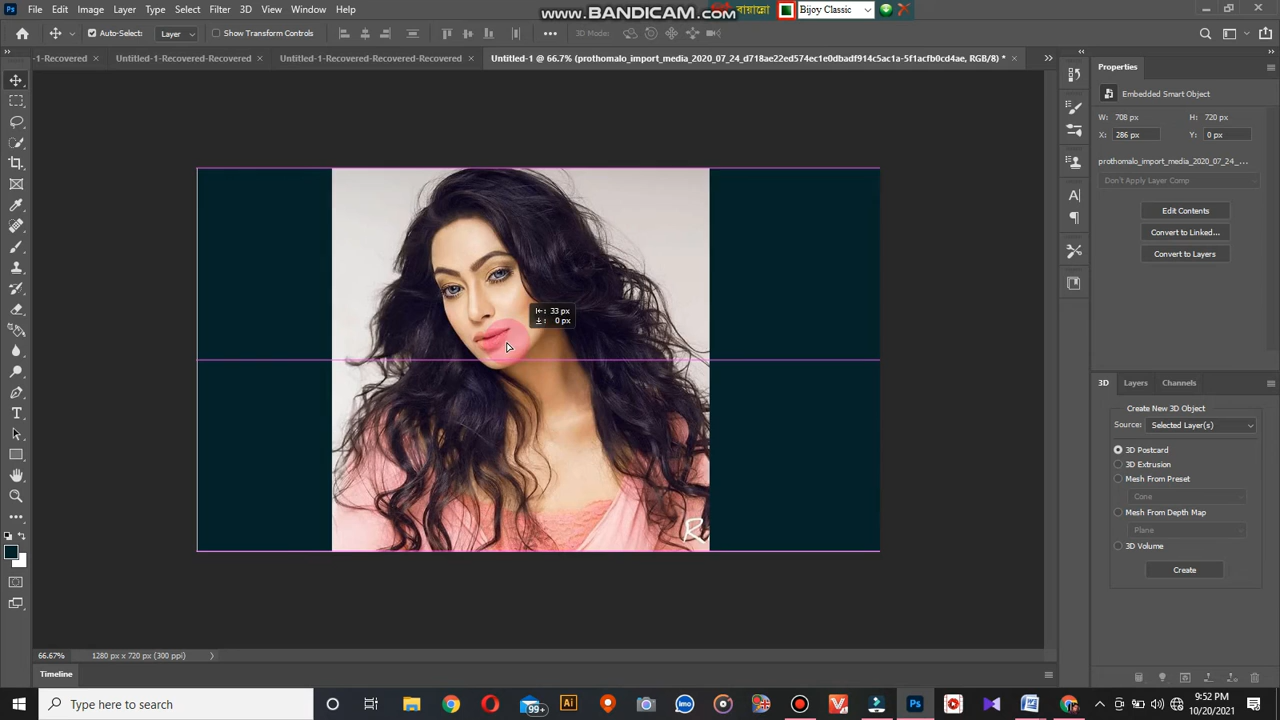 File Edit Image Layer Type Select Filter 3D View Window Help
WWW.BANDICAM.COM
বায়ান্নো
Bijoy Classic
Auto-Select: Layer Show Transform Controls
3D Mode:
-1-Recovered × Untitled-1-Recovered-Recovered × Untitled-1-Recovered-Recovered-Recovered × Untitled-1 @ 66.7% (prothomalo_import_media_2020_07_24_d718ae22ed574ec1e0dbadf914c5ac1a-5f1acfb0cd4ae, RGB/8) * ×
Properties
Embedded Smart Object
W: 708 px H: 720 px
X: 286 px Y: 0 px
prothomalo_import_media_2020_07_24_...
Don't Apply Layer Comp
Edit Contents
Convert to Linked...
Convert to Layers
33 px
0 px
R
3D Layers Channels
Create New 3D Object
Source: Selected Layer(s)
3D Postcard
3D Extrusion
Mesh From Preset
Cone
Mesh From Depth Map
Plane
3D Volume
Create
66.67% 1280 px x 720 px (300 ppi)
Timeline
Type here to search
99+
Ai
imo
Ps
9:52 PM
10/20/2021